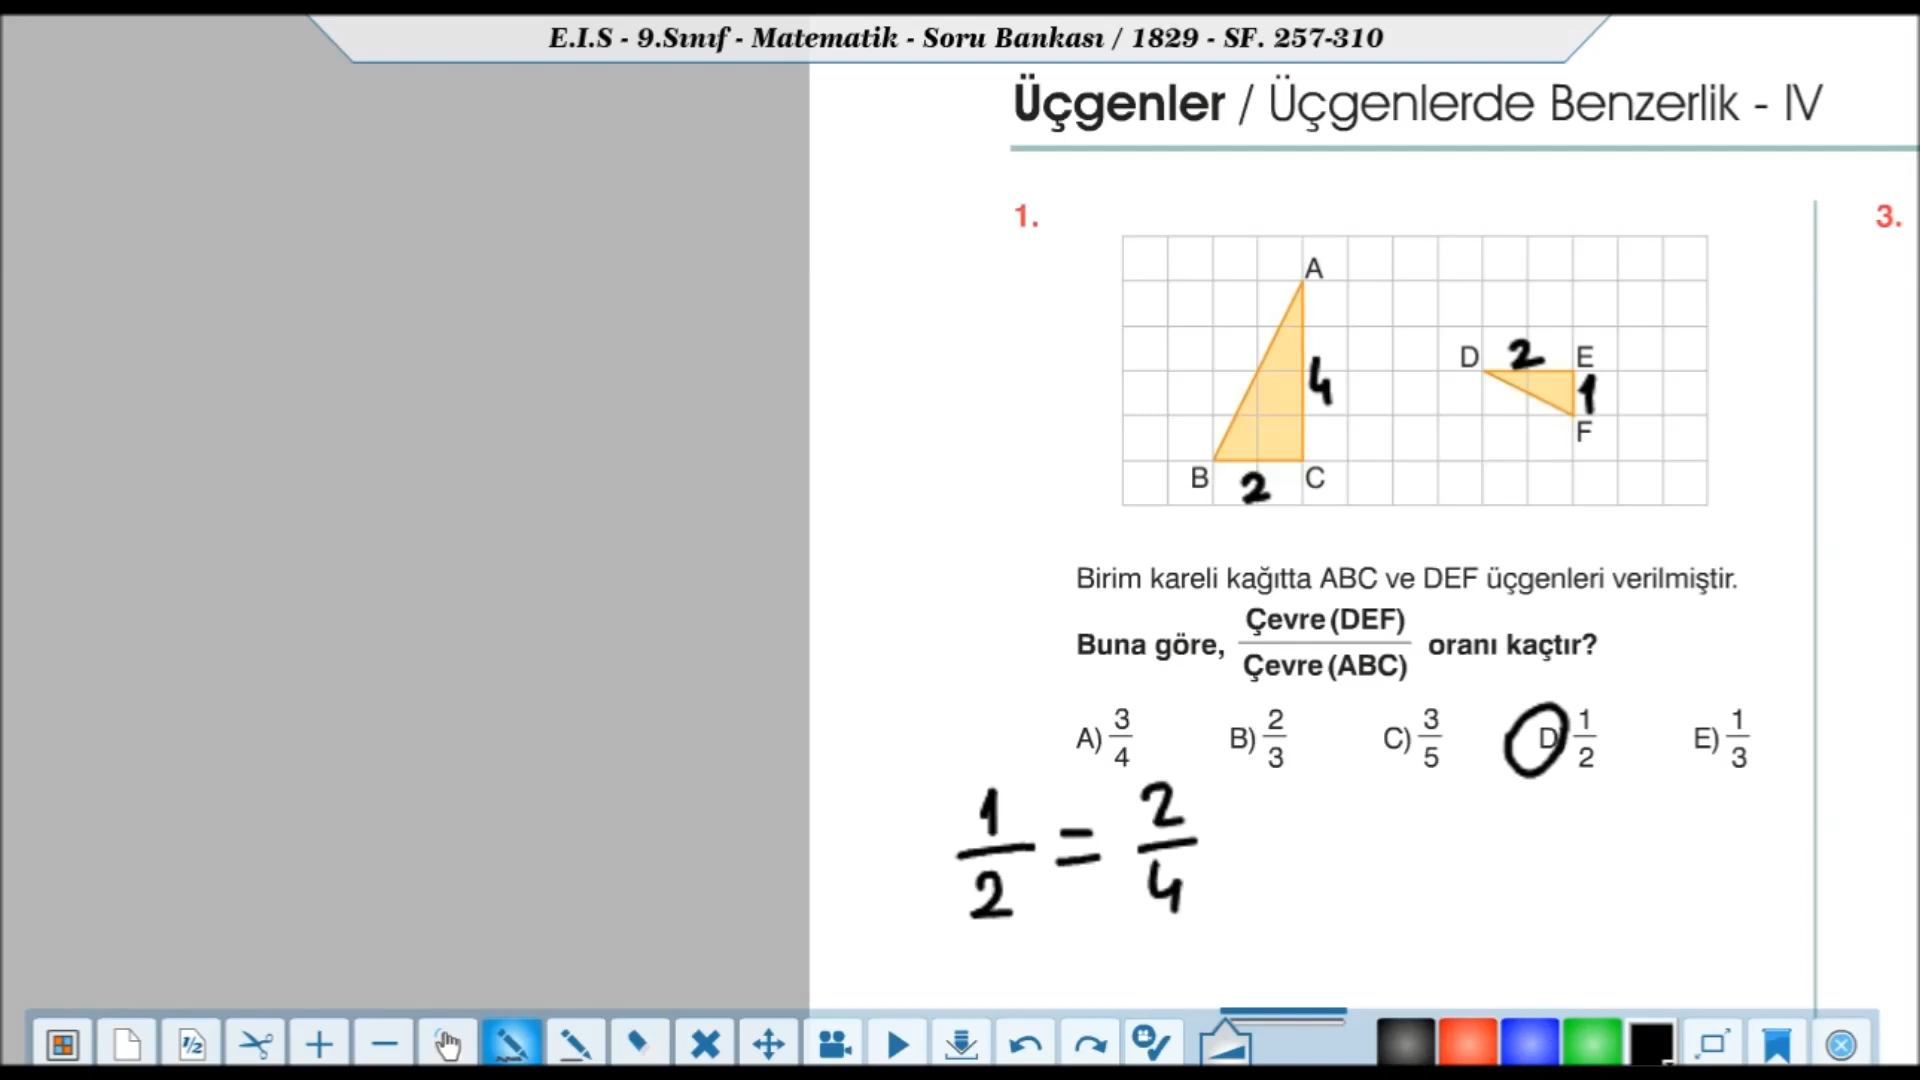 E.I.S - 9.Sınıf - Matematik - Soru Bankası / 1829 - SF. 257-310
Üçgenler / Üçgenlerde Benzerlik - IV
1.
3.
A
4
B
2
C
D
2
E
1
F
Birim kareli kağıtta ABC ve DEF üçgenleri verilmiştir.
Buna göre, Çevre(DEF) / Çevre(ABC) oranı kaçtır?
A) 3/4 B) 2/3 C) 3/5 D) 1/2 E) 1/3
1/2 = 2/4
1/2